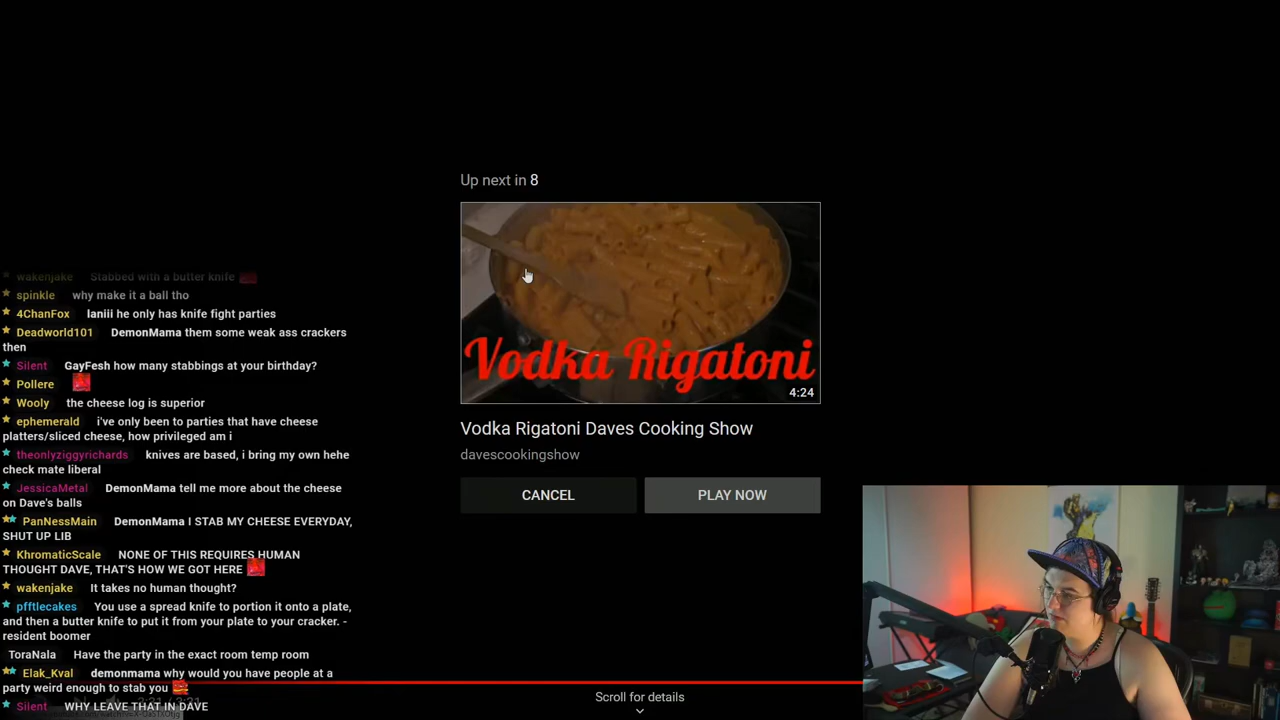 Up next in 8
Vodka Rigatoni
4:24
Vodka Rigatoni Daves Cooking Show
davescookingshow
CANCEL
PLAY NOW
Scroll for details
wakenjake Stabbed with a butter knife
spinkle why make it a ball tho
4ChanFox laniii he only has knife fight parties
Deadworld101 DemonMama them some weak ass crackers
then
Silent GayFesh how many stabbings at your birthday?
Pollere
Wooly the cheese log is superior
ephemerald i've only been to parties that have cheese
platters/sliced cheese, how privileged am i
theonlyziggyrichards knives are based, i bring my own hehe
check mate liberal
JessicaMetal DemonMama tell me more about the cheese
on Dave's balls
PanNessMain DemonMama I STAB MY CHEESE EVERYDAY,
SHUT UP LIB
KhromaticScale NONE OF THIS REQUIRES HUMAN
THOUGHT DAVE, THAT'S HOW WE GOT HERE
wakenjake It takes no human thought?
pfftlecakes You use a spread knife to portion it onto a plate,
and then a butter knife to put it from your plate to your cracker. -
resident boomer
ToraNala Have the party in the exact room temp room
Elak_Kval demonmama why would you have people at a
party weird enough to stab you
Silent WHY LEAVE THAT IN DAVE